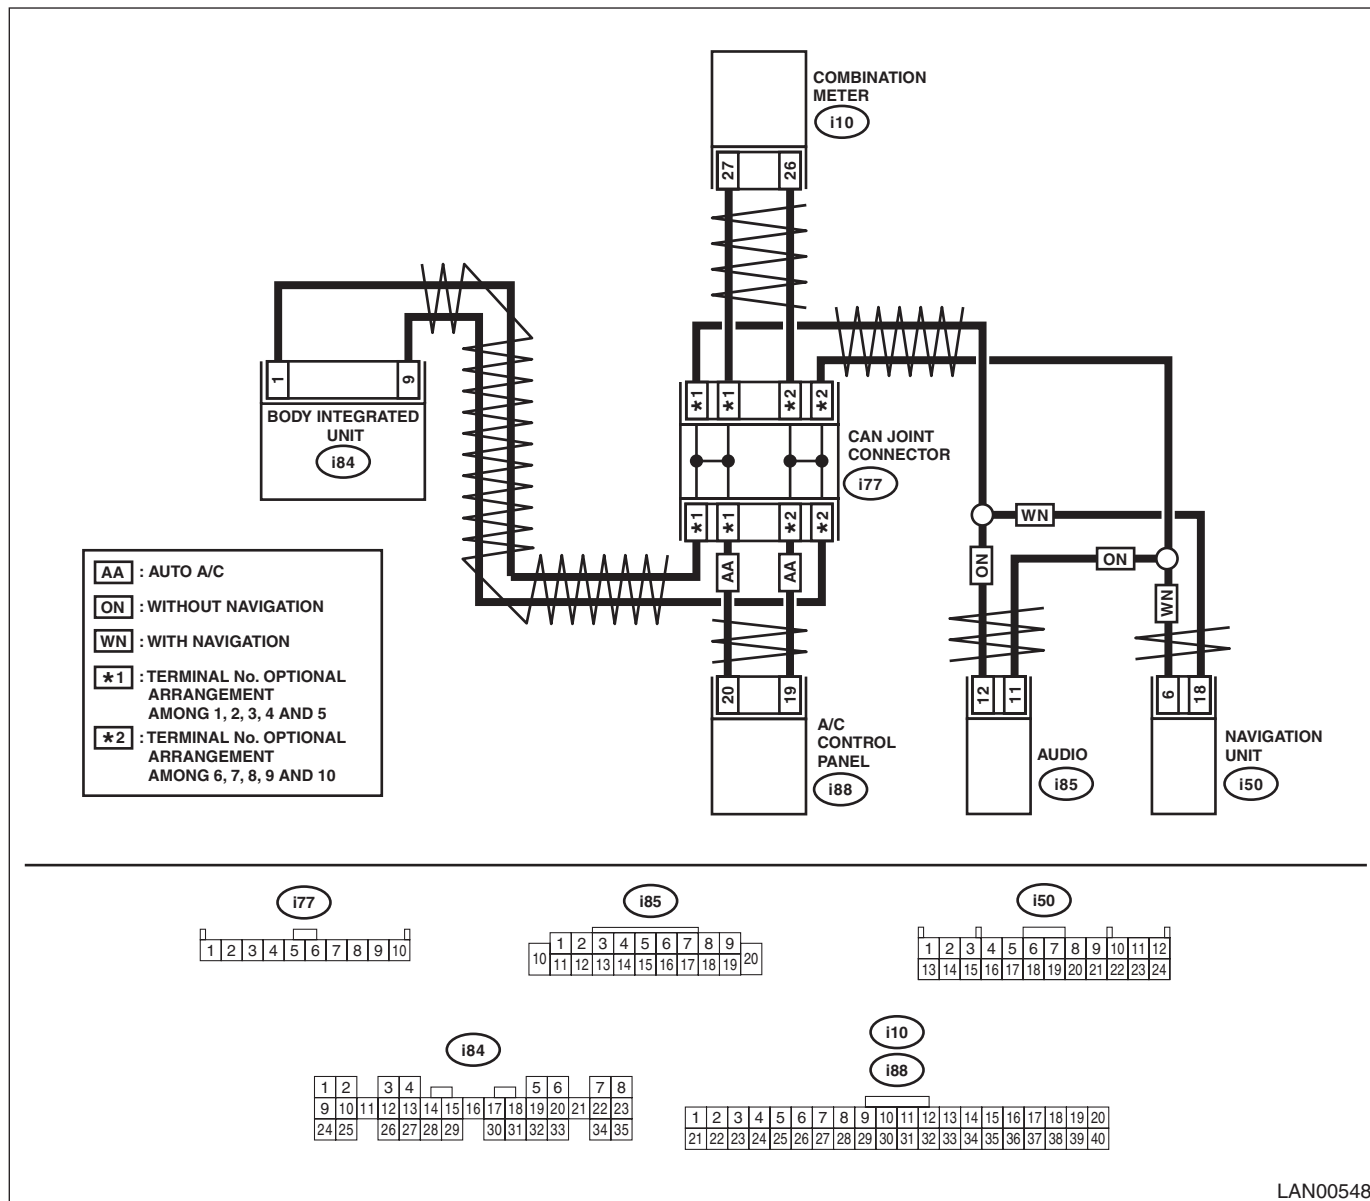 COMBINATION
METER
i10
27
26
1
9
BODY INTEGRATED
UNIT
i84
*1
*1
*2
*2
CAN JOINT
CONNECTOR
i77
*1
*1
*2
*2
AA
AA
WN
ON
ON
WN
20
19
12
11
6
18
A/C
CONTROL
PANEL
i88
AUDIO
i85
NAVIGATION
UNIT
i50
AA : AUTO A/C
ON : WITHOUT NAVIGATION
WN : WITH NAVIGATION
*1 : TERMINAL No. OPTIONAL
ARRANGEMENT
AMONG 1, 2, 3, 4 AND 5
*2 : TERMINAL No. OPTIONAL
ARRANGEMENT
AMONG 6, 7, 8, 9 AND 10
i77
1 2 3 4 5 6 7 8 9 10
i85
1 2 3 4 5 6 7 8 9
10 11 12 13 14 15 16 17 18 19 20
i50
1 2 3 4 5 6 7 8 9 10 11 12
13 14 15 16 17 18 19 20 21 22 23 24
i84
1 2 3 4 5 6 7 8
9 10 11 12 13 14 15 16 17 18 19 20 21 22 23
24 25 26 27 28 29 30 31 32 33 34 35
i10
i88
1 2 3 4 5 6 7 8 9 10 11 12 13 14 15 16 17 18 19 20
21 22 23 24 25 26 27 28 29 30 31 32 33 34 35 36 37 38 39 40
LAN00548